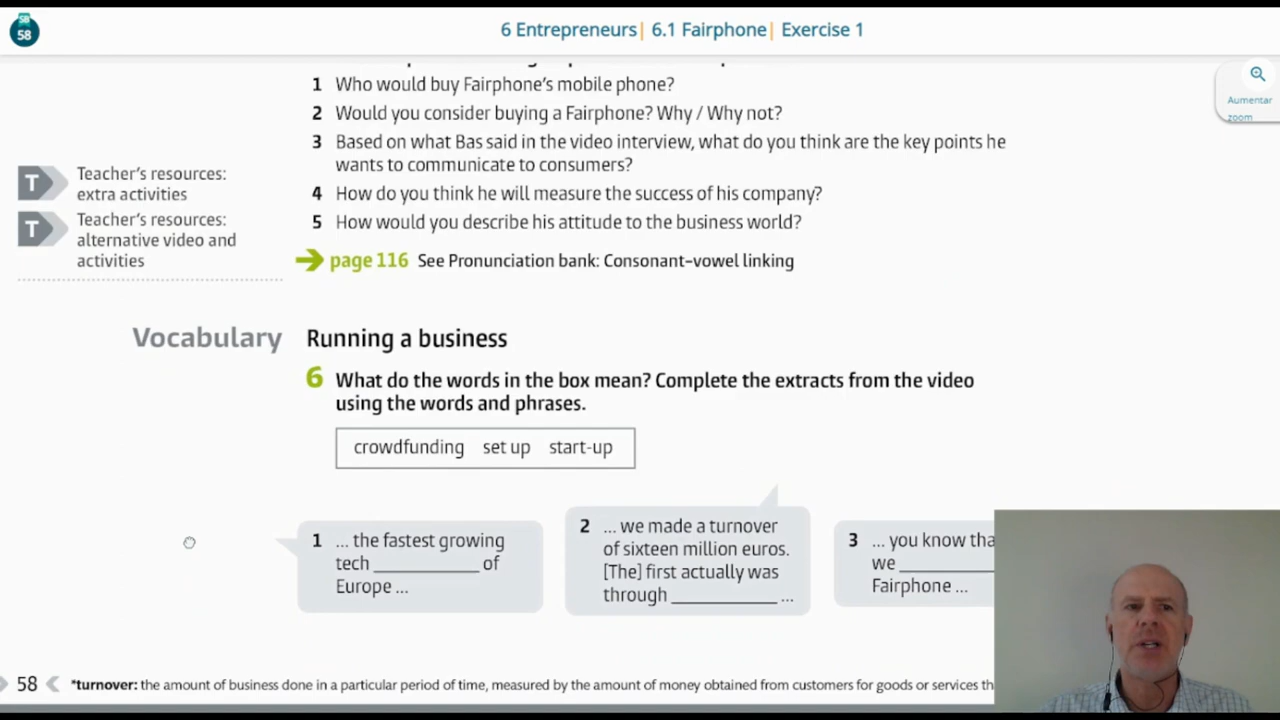 SB
58
6 Entrepreneurs| 6.1 Fairphone| Exercise 1
Aumentar
zoom
1 Who would buy Fairphone's mobile phone?
2 Would you consider buying a Fairphone? Why / Why not?
3 Based on what Bas said in the video interview, what do you think are the key points he
wants to communicate to consumers?
4 How do you think he will measure the success of his company?
5 How would you describe his attitude to the business world?
page 116 See Pronunciation bank: Consonant–vowel linking
T Teacher's resources:
extra activities
T Teacher's resources:
alternative video and
activities
Vocabulary Running a business
6 What do the words in the box mean? Complete the extracts from the video
using the words and phrases.
crowdfunding set up start-up
1 ... the fastest growing
tech ___________ of
Europe ...
2 ... we made a turnover
of sixteen million euros.
[The] first actually was
through ___________ ...
3 ... you know tha
we __________
Fairphone ...
58 *turnover: the amount of business done in a particular period of time, measured by the amount of money obtained from customers for goods or services th